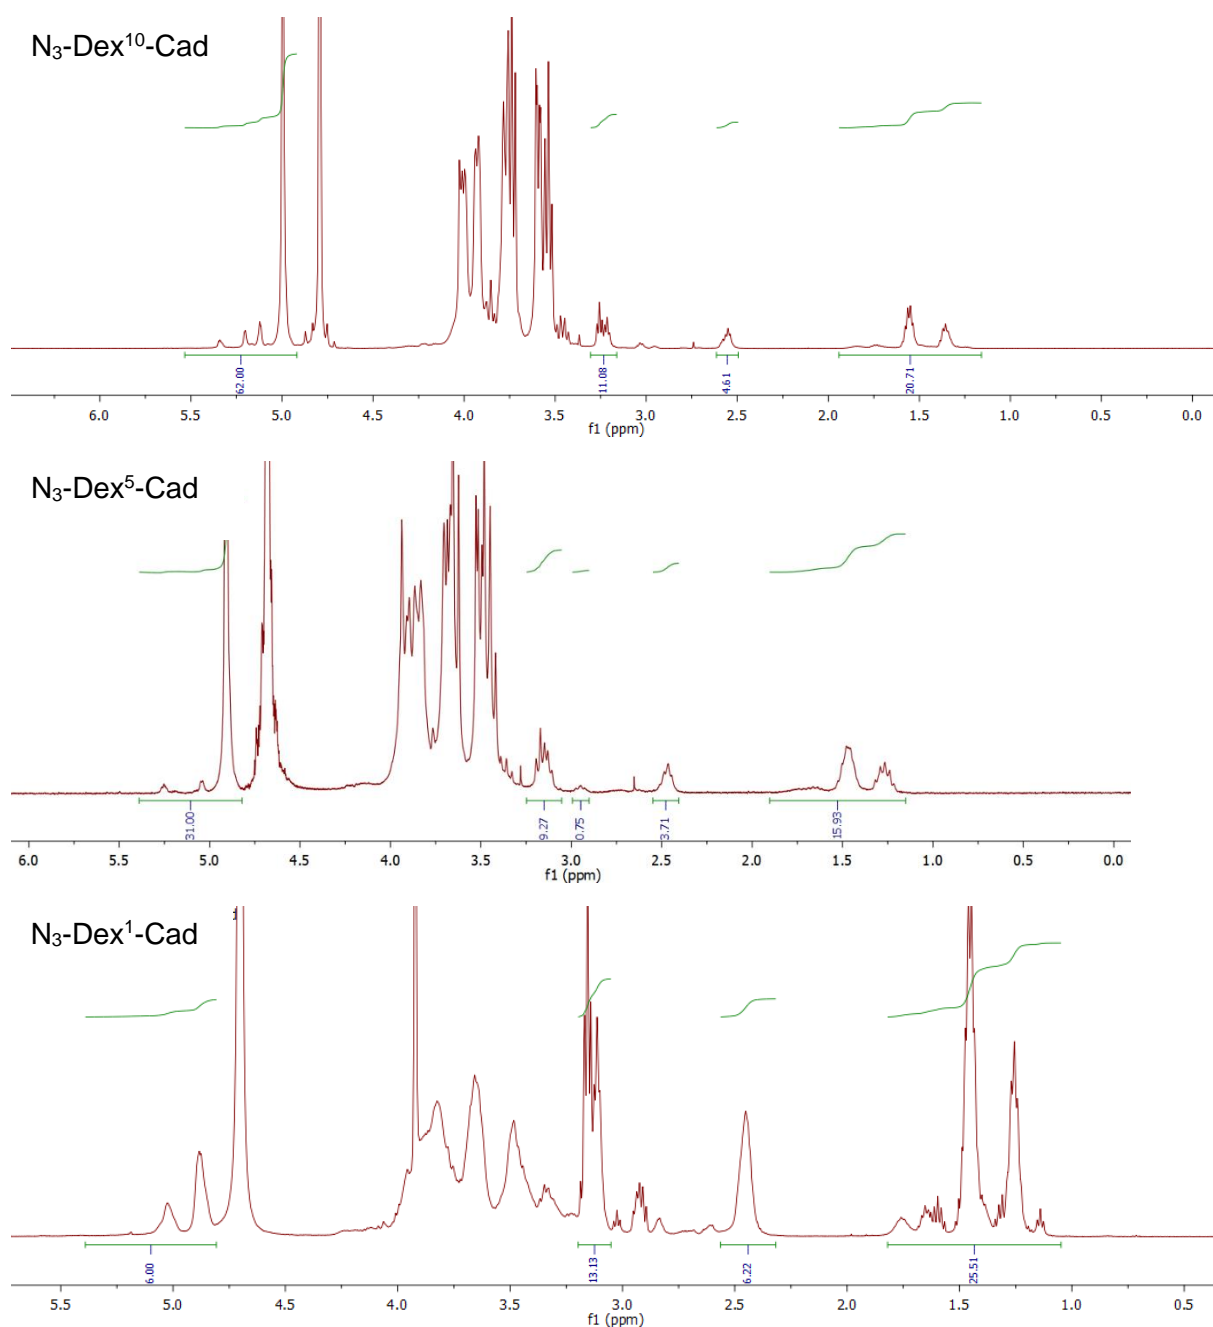 N₃-Dex¹⁰-Cad
62.00 11.08 4.61 20.71
6.0 5.5 5.0 4.5 4.0 3.5 3.0 2.5 2.0 1.5 1.0 0.5 0.0
f1 (ppm)
N₃-Dex⁵-Cad
31.00 9.27 0.75 3.71 15.93
6.0 5.5 5.0 4.5 4.0 3.5 3.0 2.5 2.0 1.5 1.0 0.5 0.0
f1 (ppm)
N₃-Dex¹-Cad
6.00 13.13 6.22 25.51
5.5 5.0 4.5 4.0 3.5 3.0 2.5 2.0 1.5 1.0 0.5
f1 (ppm)